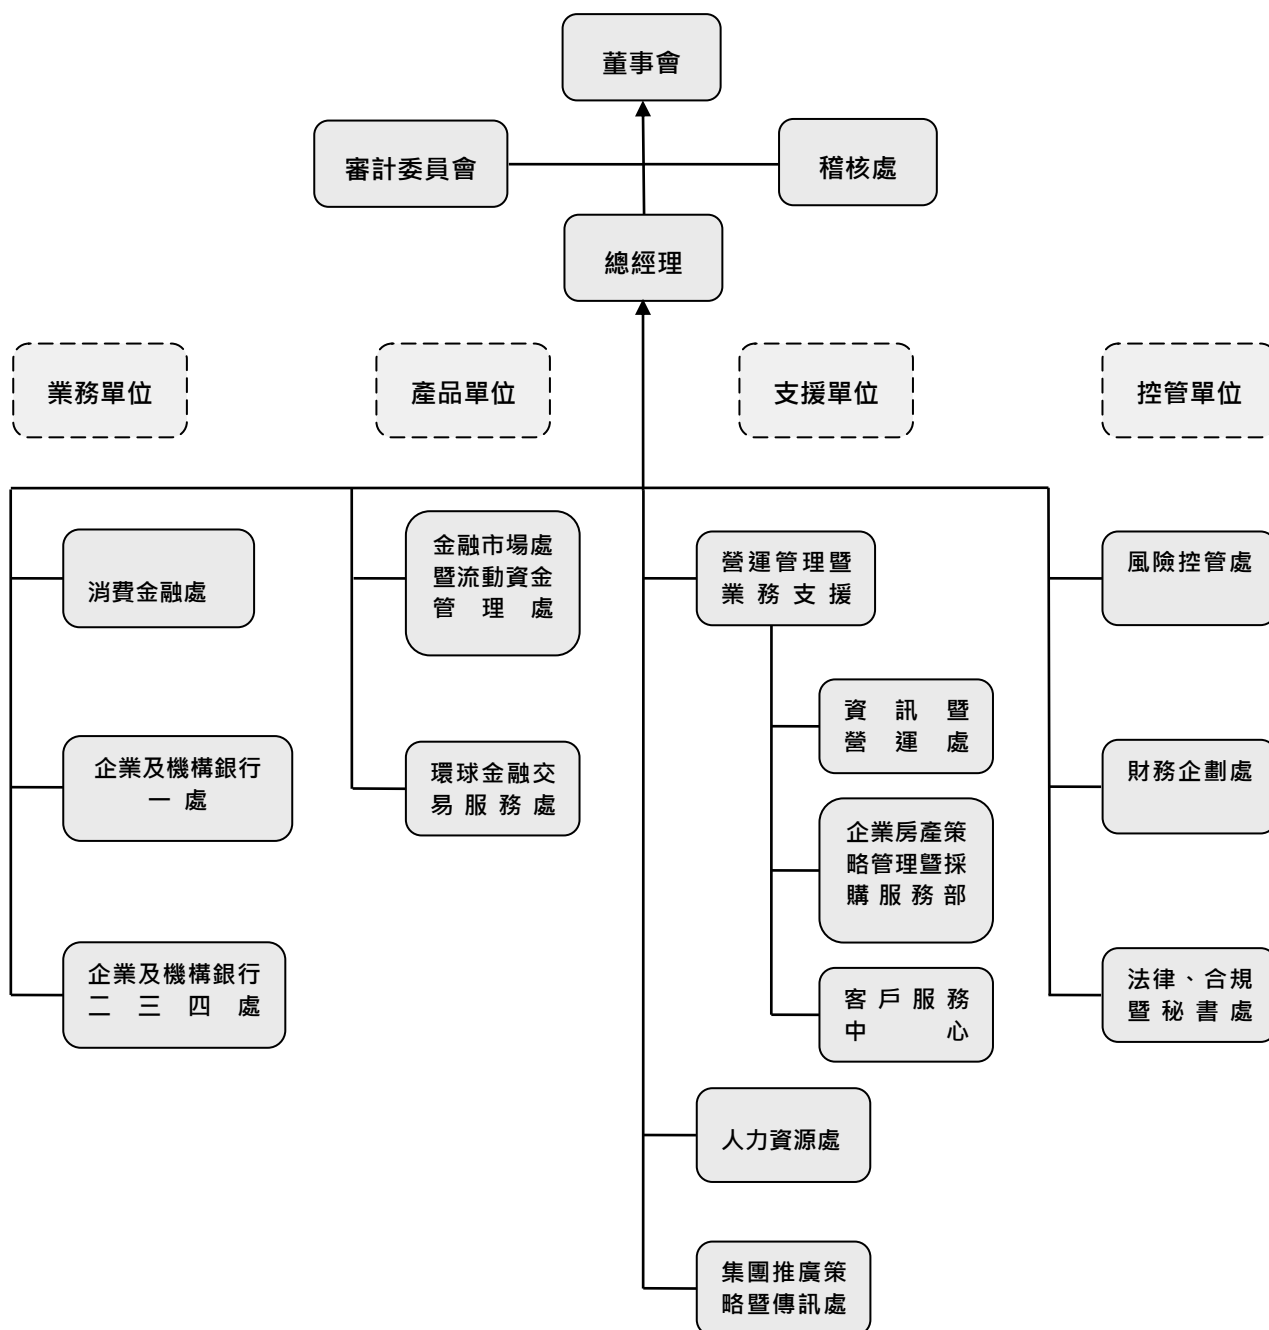 董事會
審計委員會
稽核處
總經理
業務單位
產品單位
支援單位
控管單位
消費金融處
企業及機構銀行
一處
企業及機構銀行
二三四處
金融市場處
暨流動資金
管理處
環球金融交
易服務處
營運管理暨
業務支援
資訊暨
營運處
企業房產策
略管理暨採
購服務部
客戶服務
中心
人力資源處
集團推廣策
略暨傳訊處
風險控管處
財務企劃處
法律、合規
暨秘書處